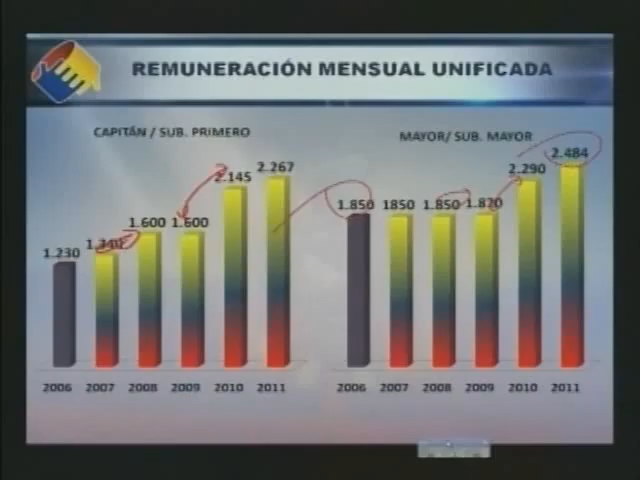 REMUNERACIÓN MENSUAL UNIFICADA
CAPITÁN / SUB. PRIMERO
1.230
1.600
1.600
2.145
2.267
2006 2007 2008 2009 2010 2011
MAYOR/ SUB. MAYOR
1.850
1850
1.850
1.820
2.290
2.484
2006 2007 2008 2009 2010 2011